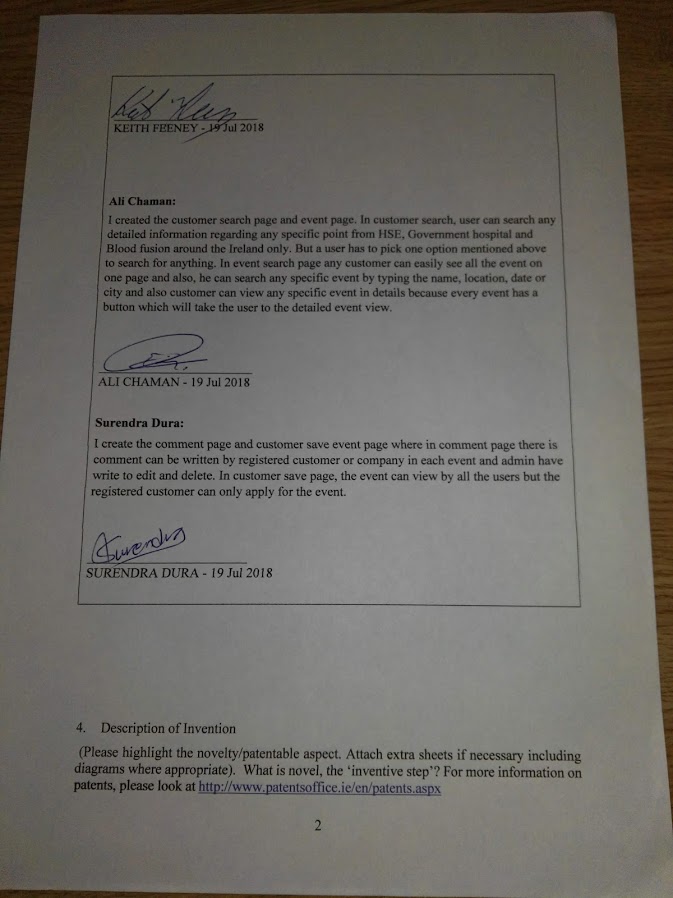 KEITH FEENEY - 19 Jul 2018
Ali Chaman:
I created the customer search page and event page. In customer search, user can search any
detailed information regarding any specific point from HSE, Government hospital and
Blood fusion around the Ireland only. But a user has to pick one option mentioned above
to search for anything. In event search page any customer can easily see all the event on
one page and also, he can search any specific event by typing the name, location, date or
city and also customer can view any specific event in details because every event has a
button which will take the user to the detailed event view.
ALI CHAMAN - 19 Jul 2018
Surendra Dura:
I create the comment page and customer save event page where in comment page there is
comment can be written by registered customer or company in each event and admin have
write to edit and delete. In customer save page, the event can view by all the users but the
registered customer can only apply for the event.
Surendra
SURENDRA DURA - 19 Jul 2018
4. Description of Invention
(Please highlight the novelty/patentable aspect. Attach extra sheets if necessary including
diagrams where appropriate). What is novel, the ‘inventive step’? For more information on
patents, please look at http://www.patentsoffice.ie/en/patents.aspx
2